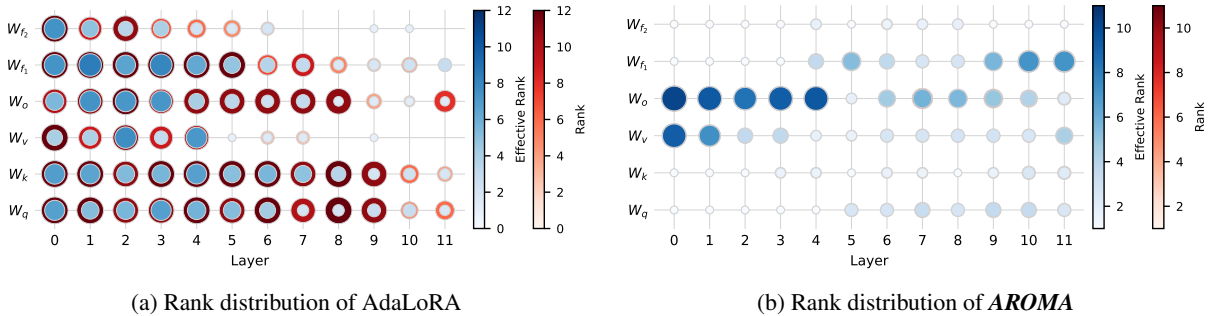 W_{f_2}
W_{f_1}
W_o
W_v
W_k
W_q
0 1 2 3 4 5 6 7 8 9 10 11
Layer
12
10
8
6
4
2
0
Effective Rank
12
10
8
6
4
2
0
Rank
(a) Rank distribution of AdaLoRA
W_{f_2}
W_{f_1}
W_o
W_v
W_k
W_q
0 1 2 3 4 5 6 7 8 9 10 11
Layer
10
8
6
4
2
Effective Rank
10
8
6
4
2
Rank
(b) Rank distribution of AROMA